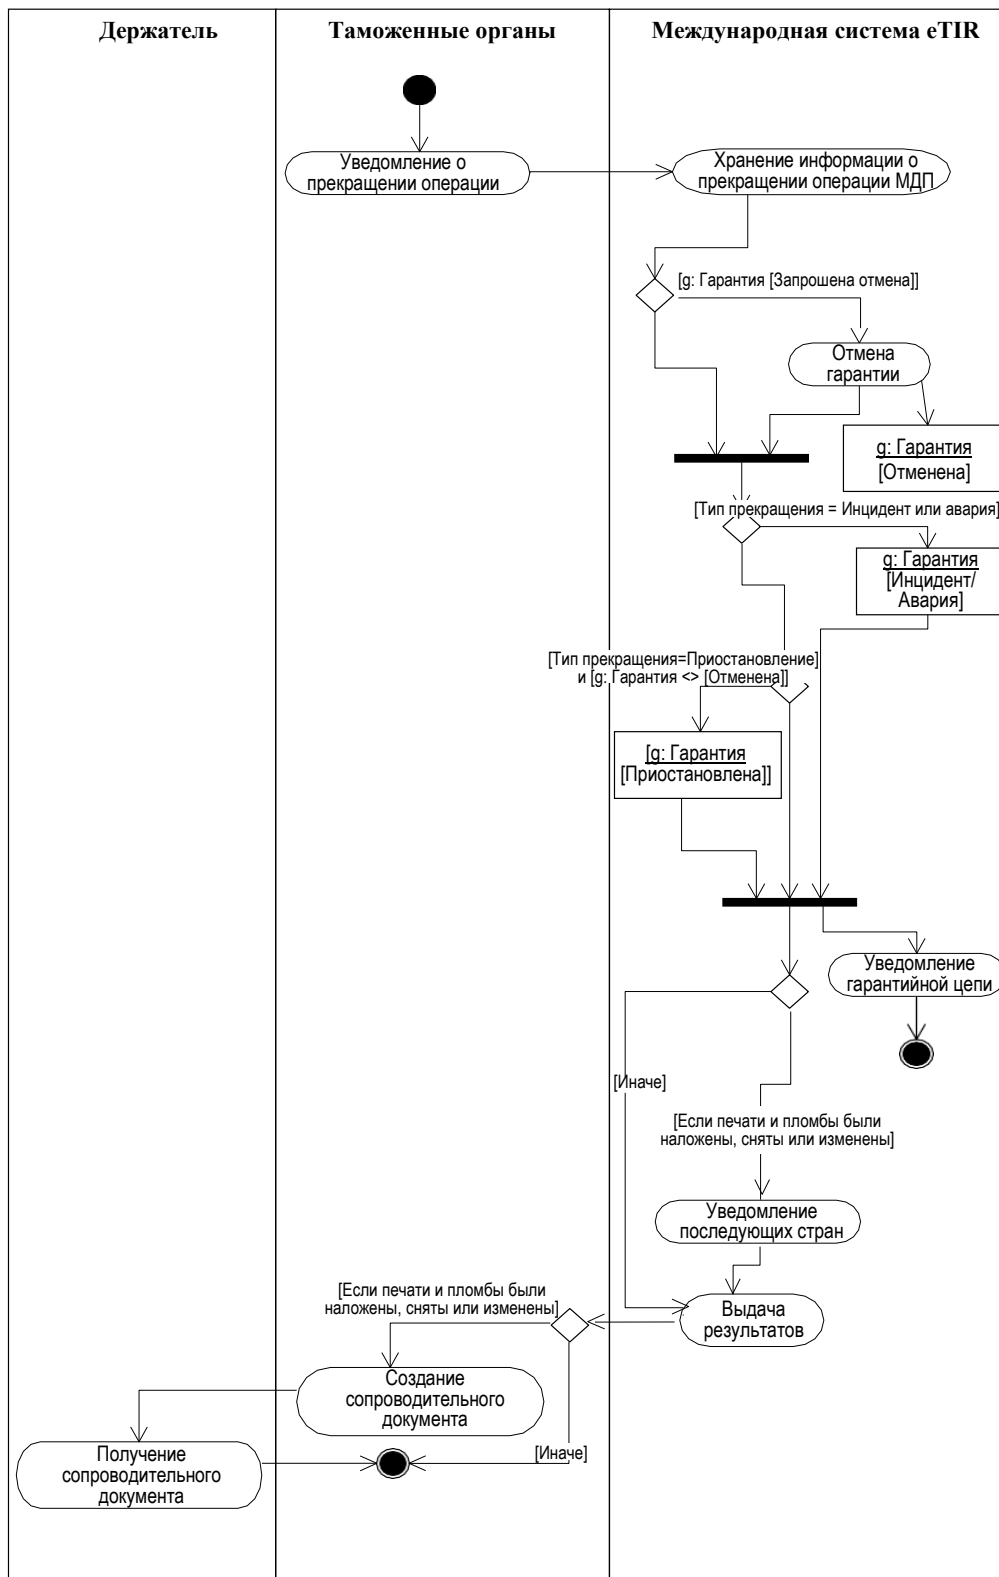 Держатель
Таможенные органы
Международная система eTIR
Уведомление о
прекращении операции
Хранение информации о
прекращении операции МДП
[g: Гарантия [Запрошена отмена]]
Отмена
гарантии
g: Гарантия
[Отменена]
[Тип прекращения = Инцидент или авария]
g: Гарантия
[Инцидент/
Авария]
[Тип прекращения=Приостановление]
и [g: Гарантия <> [Отменена]]
[g: Гарантия
[Приостановлена]]
Уведомление
гарантийной цепи
[Иначе]
[Если печати и пломбы были
наложены, сняты или изменены]
Уведомление
последующих стран
[Если печати и пломбы были
наложены, сняты или изменены]
Выдача
результатов
Создание
сопроводительного
документа
[Иначе]
Получение
сопроводительного
документа